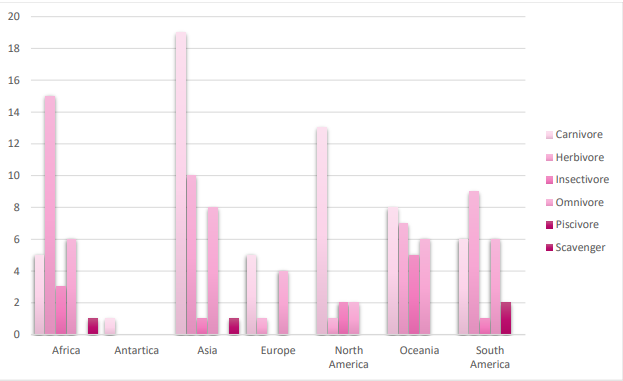 20
18
16
14
12
10
8
6
4
2
0
Africa
Antartica
Asia
Europe
North
America
Oceania
South
America
Carnivore
Herbivore
Insectivore
Omnivore
Piscivore
Scavenger